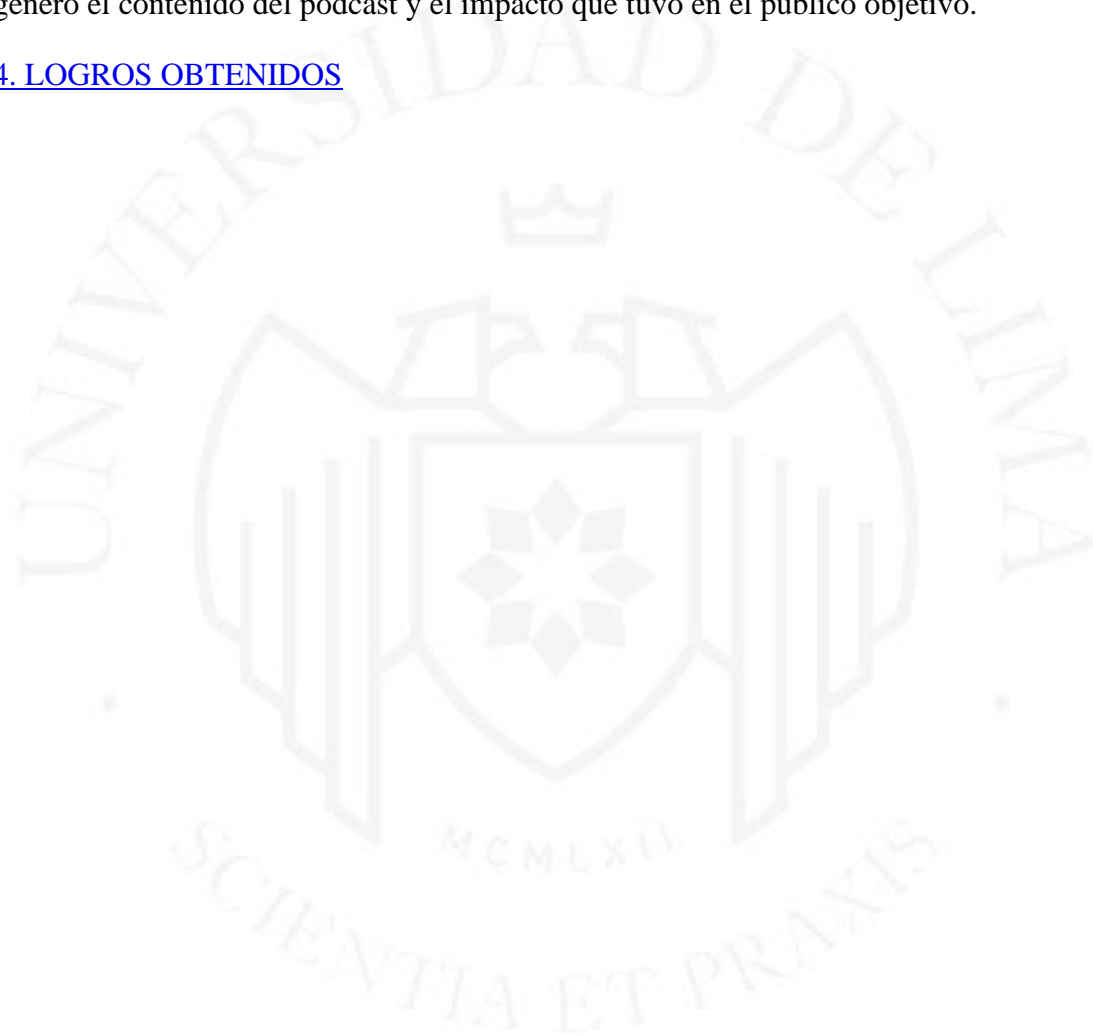 generó el contenido del podcast y el impacto que tuvo en el público objetivo.
4. LOGROS OBTENIDOS
UNIVERSIDAD DE LIMA
MCMLXII
SCIENTIA ET PRAXIS